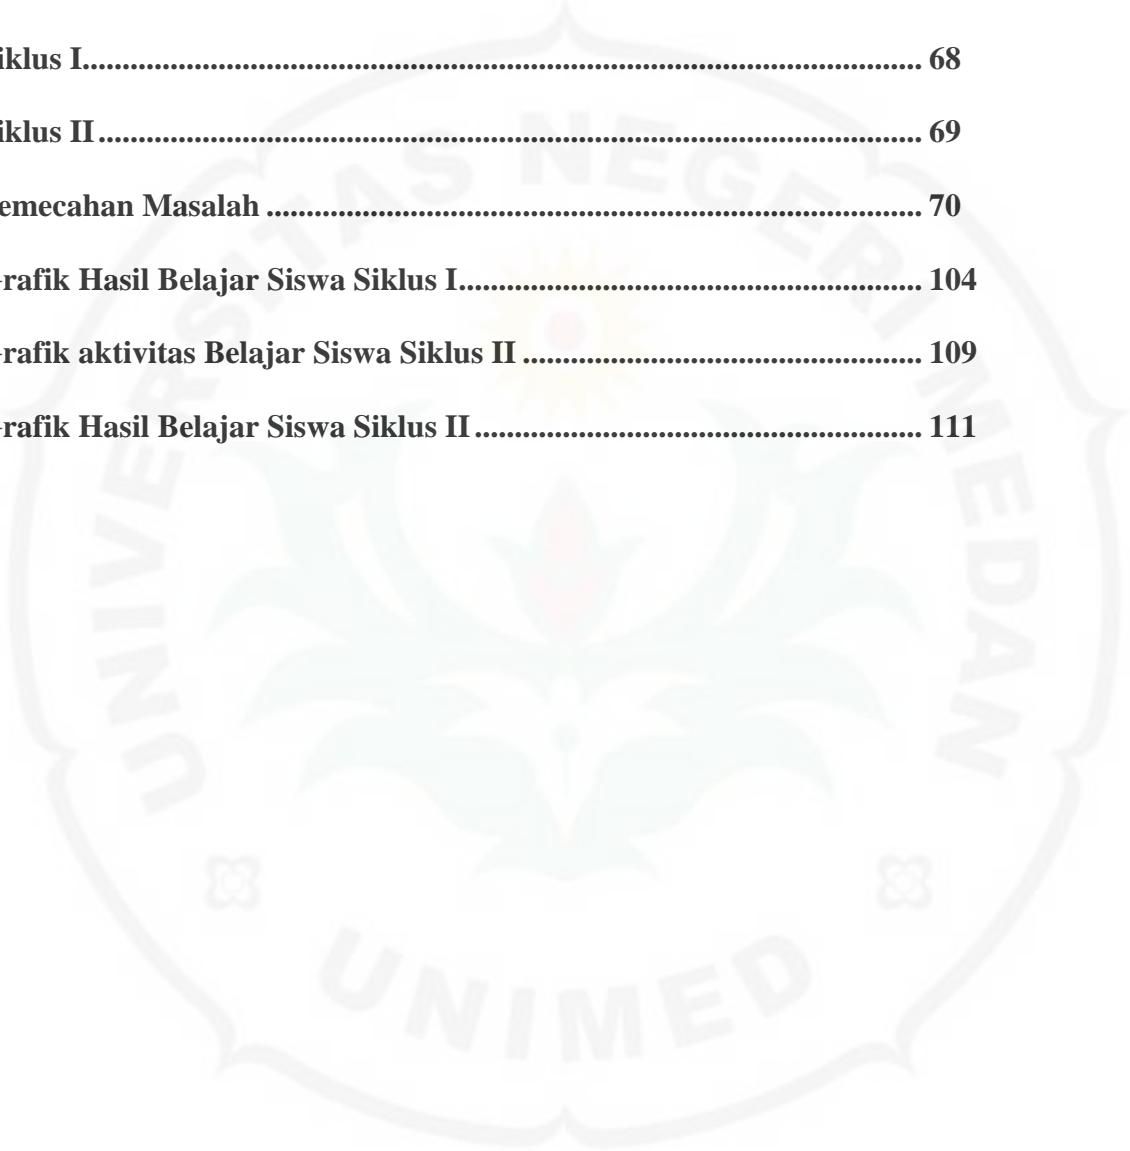 iklus I........................................................................................................ 68
iklus II...................................................................................................... 69
emecahan Masalah ................................................................................. 70
rafik Hasil Belajar Siswa Siklus I......................................................... 104
rafik aktivitas Belajar Siswa Siklus II ................................................. 109
rafik Hasil Belajar Siswa Siklus II....................................................... 111
UNIVERSITAS NEGERI MEDAN
UNIMED